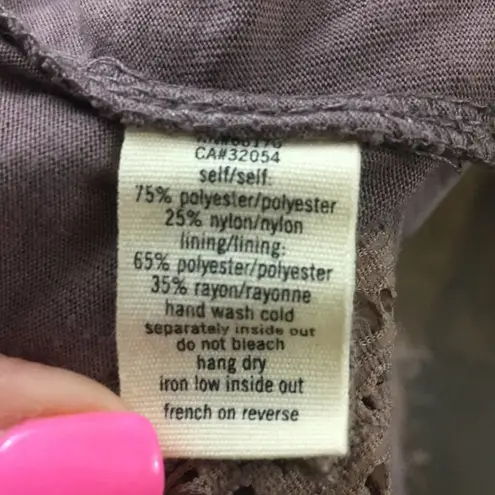 CA#32054
self/self:
75% polyester/polyester
25% nylon/nylon
lining/lining:
65% polyester/polyester
35% rayon/rayonne
hand wash cold
separately inside out
do not bleach
hang dry
iron low inside out
french on reverse